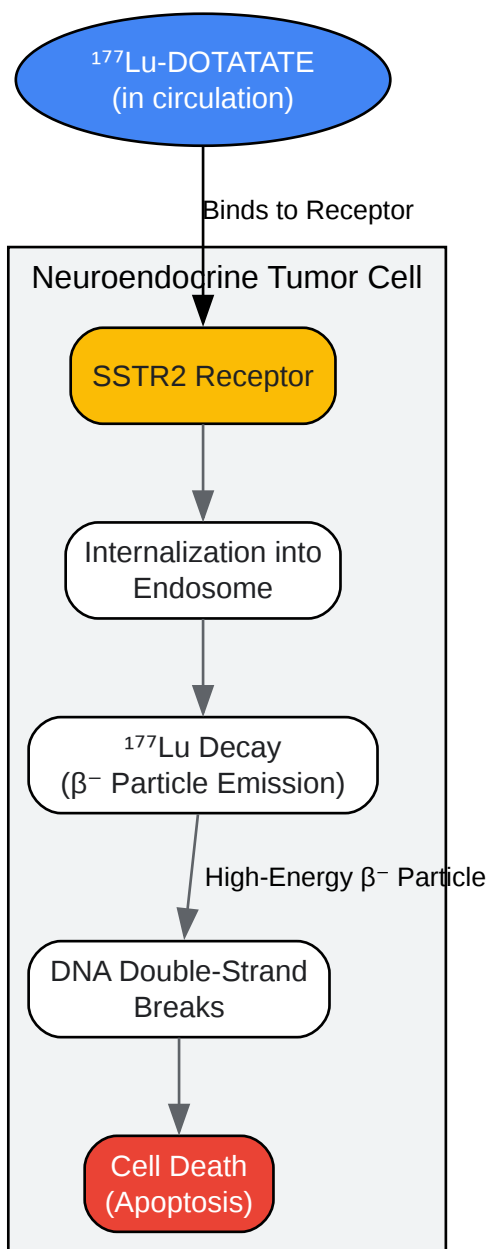 ¹⁷⁷Lu-DOTATATE
(in circulation)
Binds to Receptor
Neuroendocrine Tumor Cell
SSTR2 Receptor
Internalization into
Endosome
¹⁷⁷Lu Decay
(β⁻ Particle Emission)
High-Energy β⁻ Particle
DNA Double-Strand
Breaks
Cell Death
(Apoptosis)